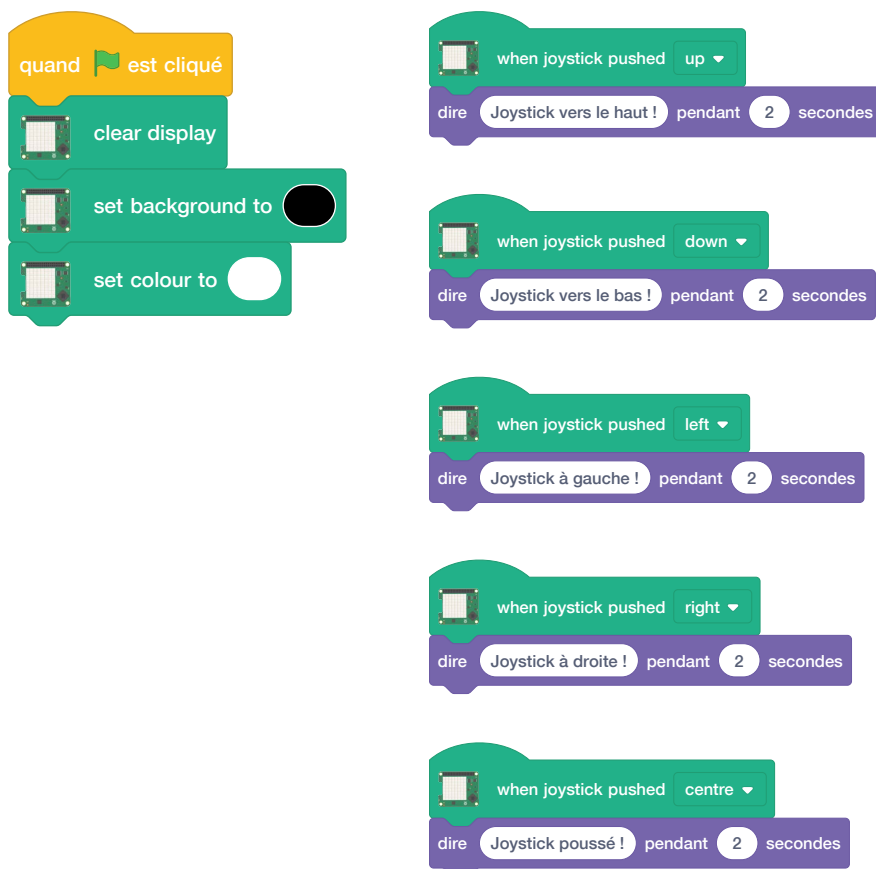 quand est cliqué
clear display
set background to
set colour to
when joystick pushed up
dire Joystick vers le haut ! pendant 2 secondes
when joystick pushed down
dire Joystick vers le bas ! pendant 2 secondes
when joystick pushed left
dire Joystick à gauche ! pendant 2 secondes
when joystick pushed right
dire Joystick à droite ! pendant 2 secondes
when joystick pushed centre
dire Joystick poussé ! pendant 2 secondes